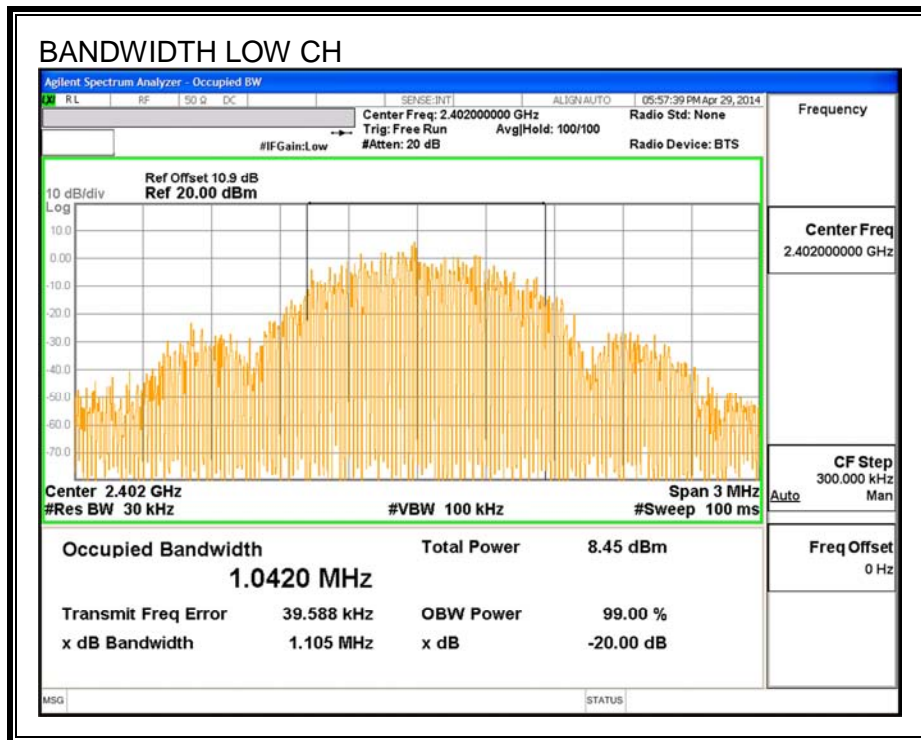 BANDWIDTH LOW CH
Agilent Spectrum Analyzer - Occupied BW
LXI RL RF 50 Ω DC SENSE:INT ALIGN AUTO 05:57:39 PM Apr 29, 2014
Center Freq: 2.402000000 GHz Radio Std: None
Trig: Free Run Avg|Hold: 100/100
#IFGain:Low #Atten: 20 dB Radio Device: BTS
Frequency
Ref Offset 10.9 dB
10 dB/div Ref 20.00 dBm
Log
10.0
0.00
-10.0
-20.0
-30.0
-40.0
-50.0
-60.0
-70.0
Center 2.402 GHz Span 3 MHz
#Res BW 30 kHz #VBW 100 kHz #Sweep 100 ms
Center Freq
2.402000000 GHz
CF Step
300.000 kHz
Auto Man
Freq Offset
0 Hz
Occupied Bandwidth Total Power 8.45 dBm
1.0420 MHz
Transmit Freq Error 39.588 kHz OBW Power 99.00 %
x dB Bandwidth 1.105 MHz x dB -20.00 dB
MSG STATUS